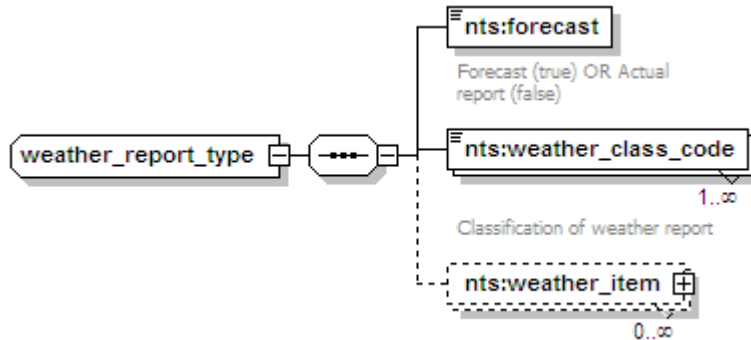 nts:forecast
Forecast (true) OR Actual
report (false)
weather_report_type
nts:weather_class_code
1..∞
Classification of weather report
nts:weather_item
0..∞